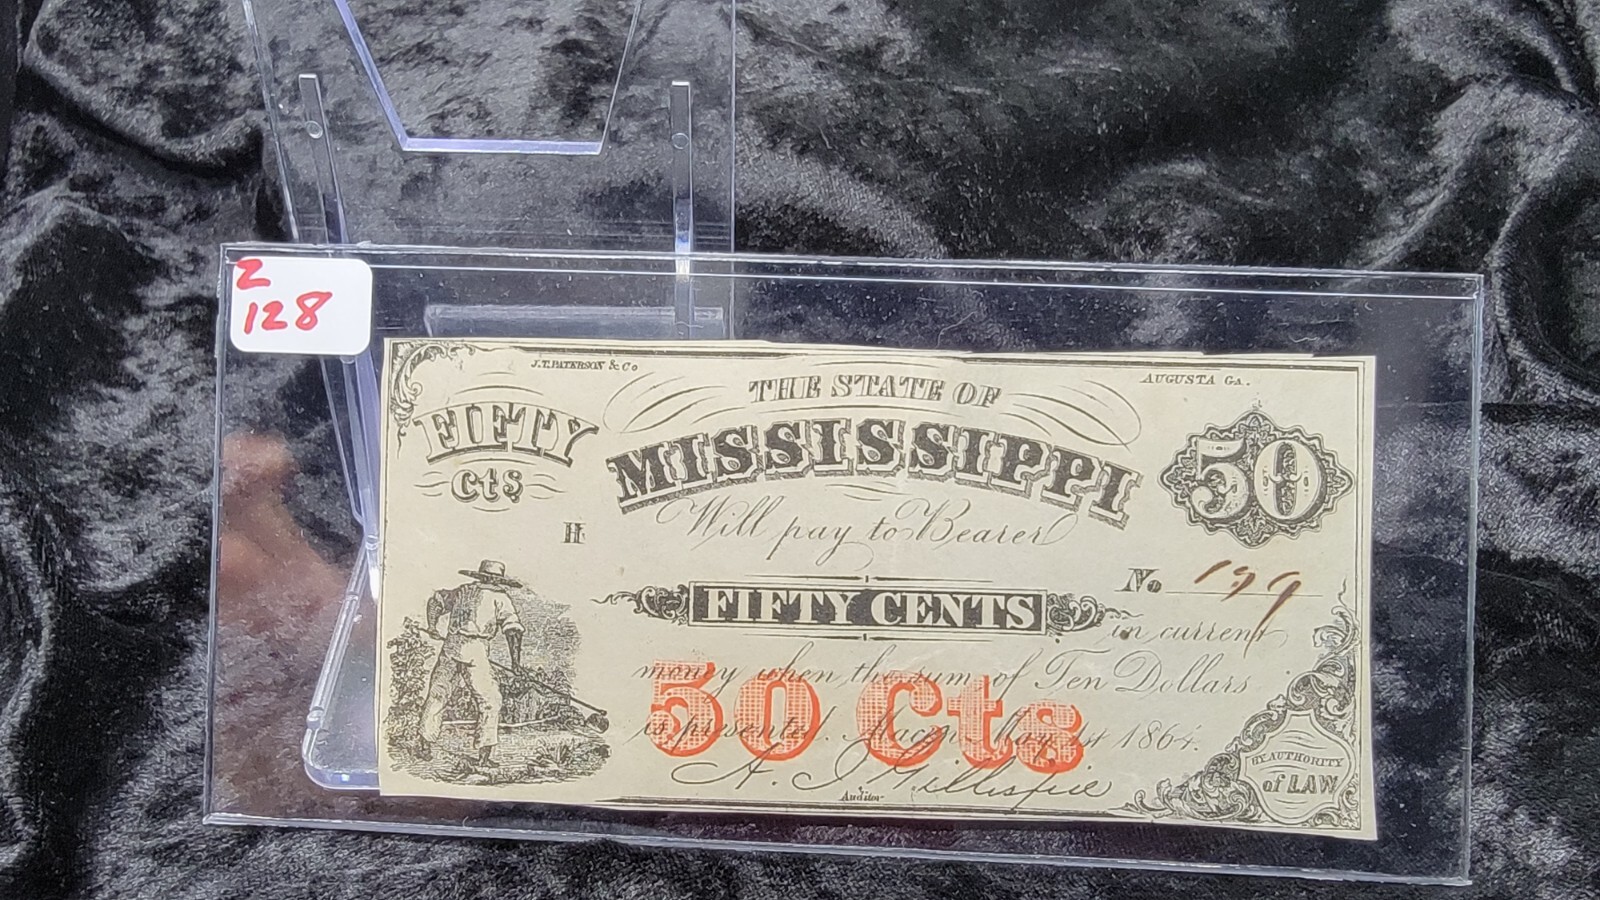 Z
128
J.T. PATERSON & Co
AUGUSTA GA.
THE STATE OF
FIFTY
MISSISSIPPI
50
cts
Will pay to Bearer
H
No 179
FIFTY CENTS
in current
money when the sum of Ten Dollars
50 Cts
is presented. Macon May 1st 1864.
A. J. Gillespie
Auditor
BY AUTHORITY
of LAW